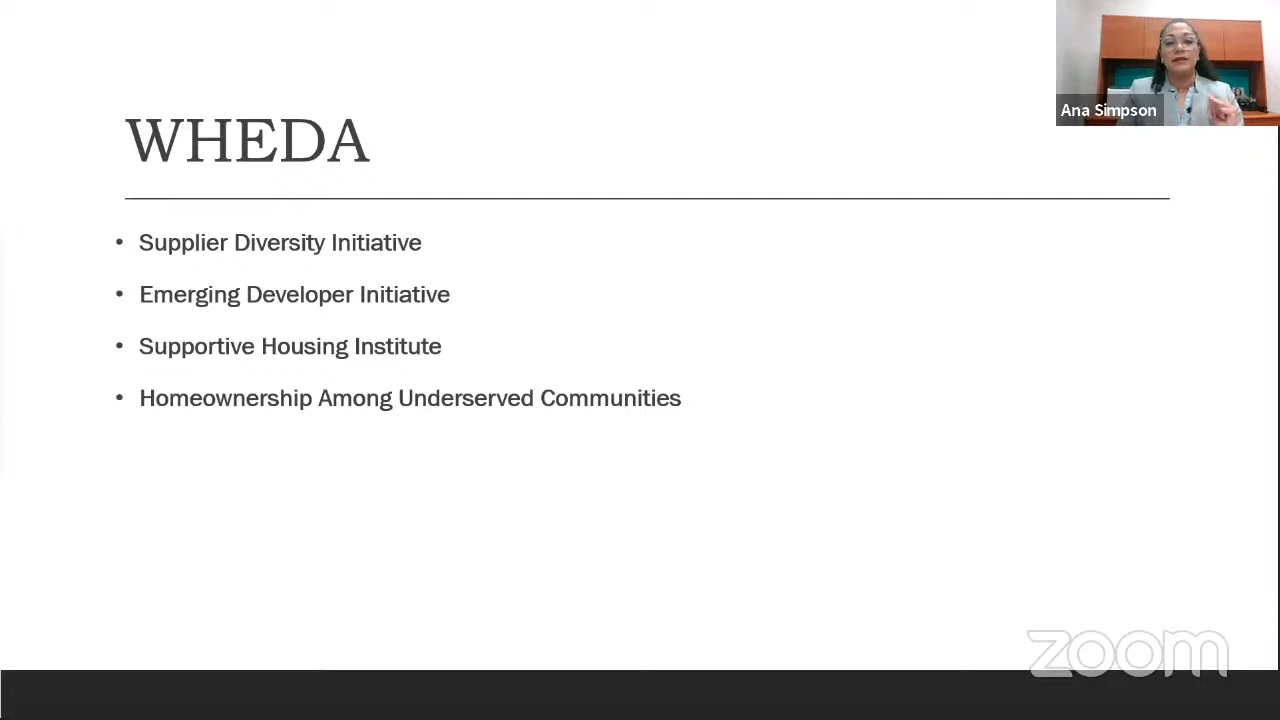 Ana Simpson
WHEDA
• Supplier Diversity Initiative
• Emerging Developer Initiative
• Supportive Housing Institute
• Homeownership Among Underserved Communities
zoom